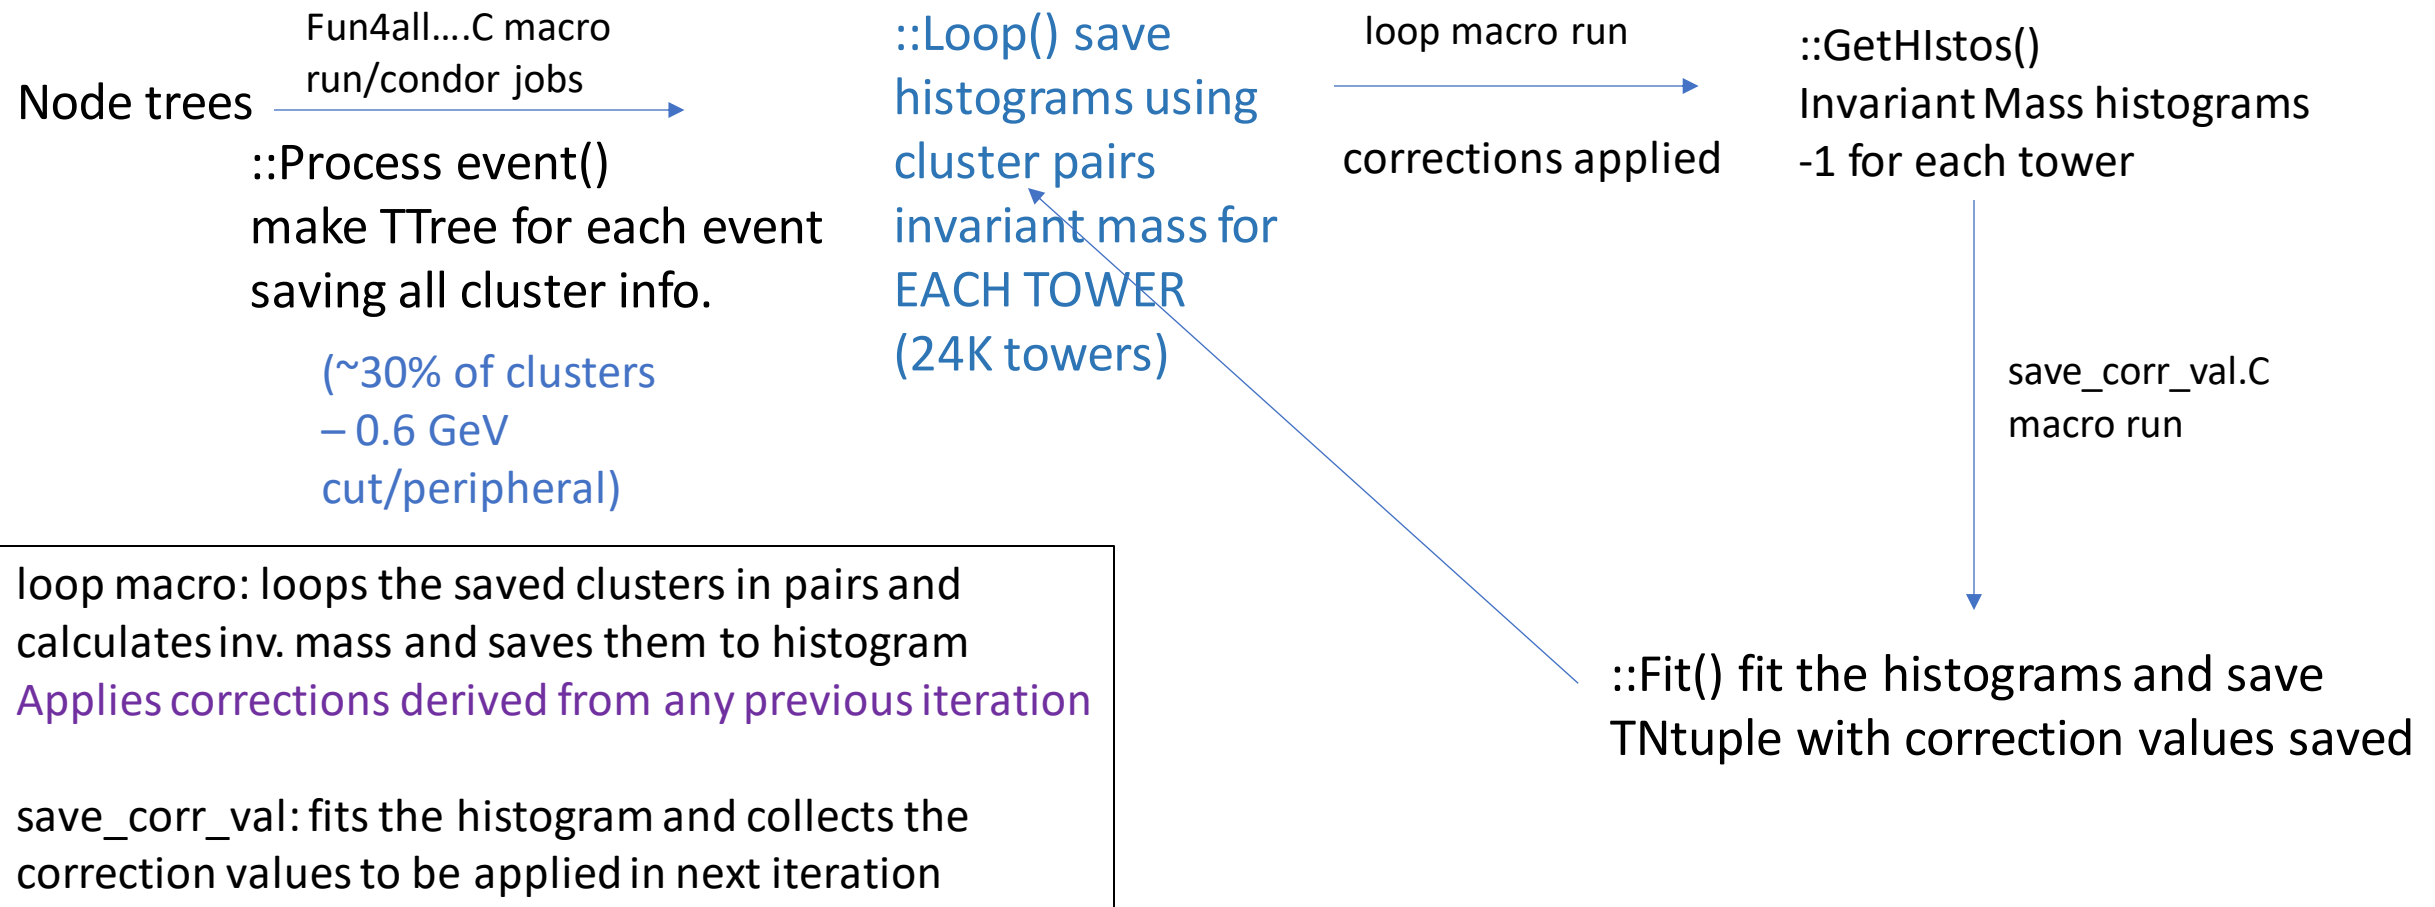 Node trees
Fun4all....C macro
run/condor jobs
::Process event()
make TTree for each event
saving all cluster info.
(~30% of clusters
– 0.6 GeV
cut/peripheral)
::Loop() save
histograms using
cluster pairs
invariant mass for
EACH TOWER
(24K towers)
loop macro run
corrections applied
::GetHIstos()
Invariant Mass histograms
-1 for each tower
save_corr_val.C
macro run
::Fit() fit the histograms and save
TNtuple with correction values saved
loop macro: loops the saved clusters in pairs and
calculates inv. mass and saves them to histogram
Applies corrections derived from any previous iteration
save_corr_val: fits the histogram and collects the
correction values to be applied in next iteration